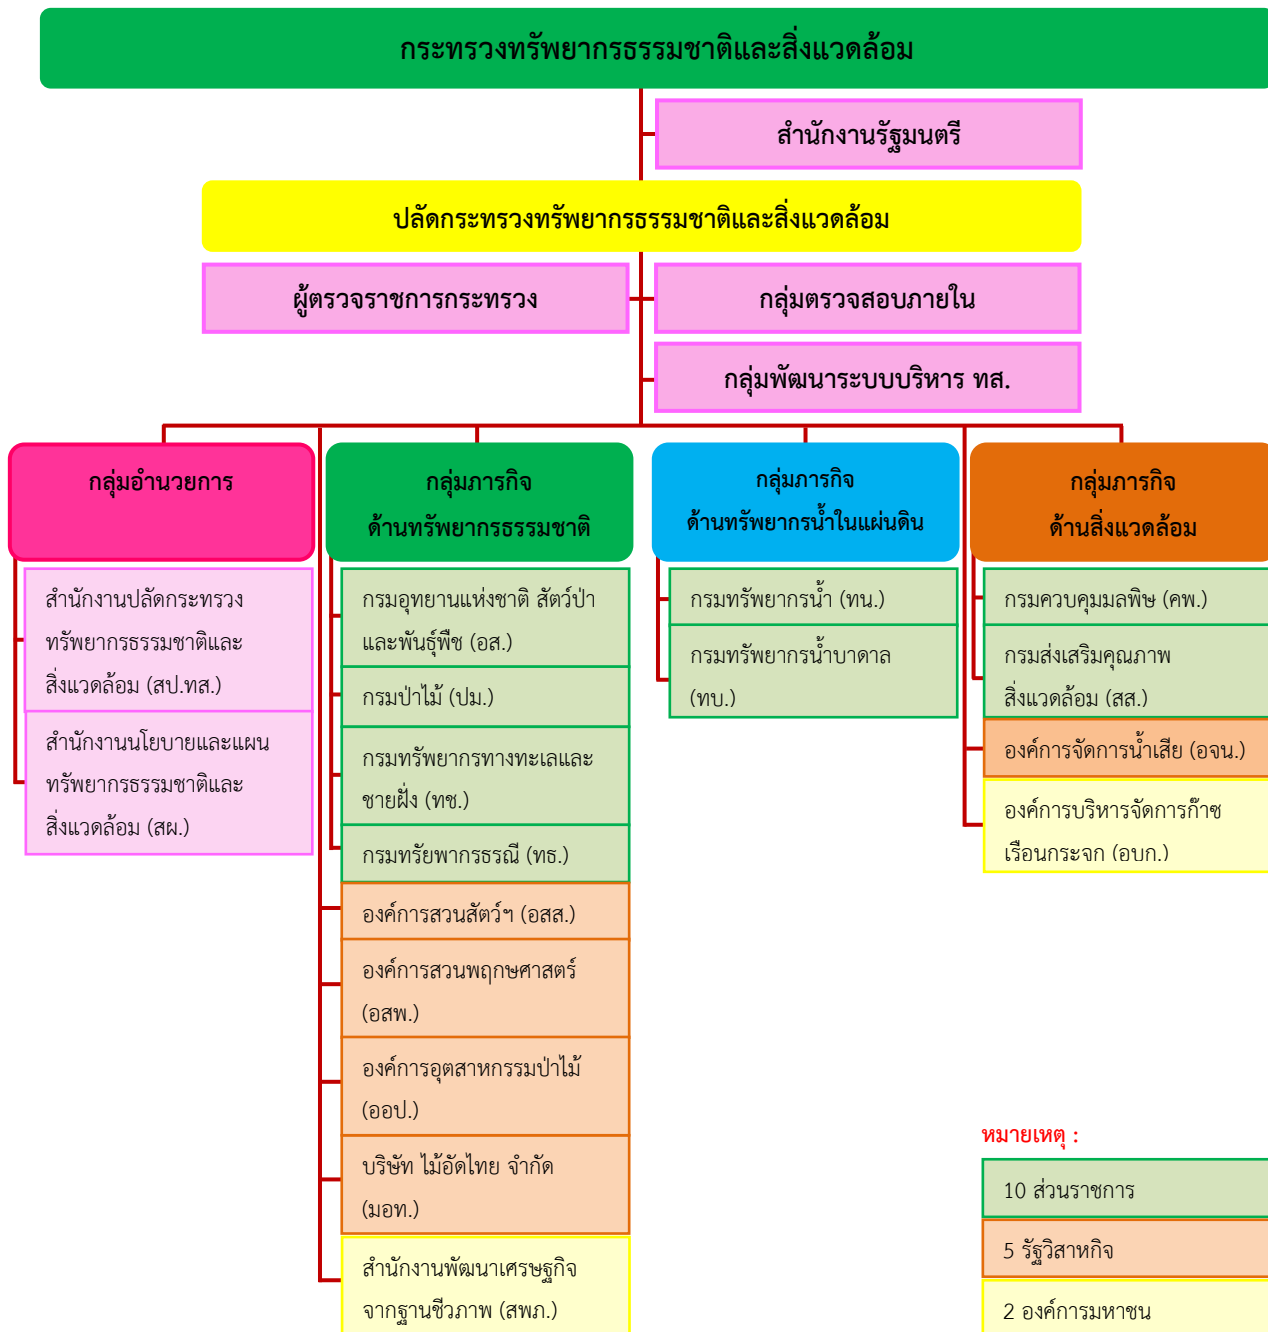 กระทรวงทรัพยากรธรรมชาติและสิ่งแวดล้อม
สำนักงานรัฐมนตรี
ปลัดกระทรวงทรัพยากรธรรมชาติและสิ่งแวดล้อม
ผู้ตรวจราชการกระทรวง
กลุ่มตรวจสอบภายใน
กลุ่มพัฒนาระบบบริหาร ทส.
กลุ่มอำนวยการ
สำนักงานปลัดกระทรวง
ทรัพยากรธรรมชาติและ
สิ่งแวดล้อม (สป.ทส.)
สำนักงานนโยบายและแผน
ทรัพยากรธรรมชาติและ
สิ่งแวดล้อม (สผ.)
กลุ่มภารกิจ
ด้านทรัพยากรธรรมชาติ
กรมอุทยานแห่งชาติ สัตว์ป่า
และพันธุ์พืช (อส.)
กรมป่าไม้ (ปม.)
กรมทรัพยากรทางทะเลและ
ชายฝั่ง (ทช.)
กรมทรัยพากรธรณี (ทธ.)
องค์การสวนสัตว์ฯ (อสส.)
องค์การสวนพฤกษศาสตร์
(อสพ.)
องค์การอุตสาหกรรมป่าไม้
(ออป.)
บริษัท ไม้อัดไทย จำกัด
(มอท.)
สำนักงานพัฒนาเศรษฐกิจ
จากฐานชีวภาพ (สพภ.)
กลุ่มภารกิจ
ด้านทรัพยากรน้ำในแผ่นดิน
กรมทรัพยากรน้ำ (ทน.)
กรมทรัพยากรน้ำบาดาล
(ทบ.)
กลุ่มภารกิจ
ด้านสิ่งแวดล้อม
กรมควบคุมมลพิษ (คพ.)
กรมส่งเสริมคุณภาพ
สิ่งแวดล้อม (สส.)
องค์การจัดการน้ำเสีย (อจน.)
องค์การบริหารจัดการก๊าซ
เรือนกระจก (อบก.)
หมายเหตุ :
10 ส่วนราชการ
5 รัฐวิสาหกิจ
2 องค์การมหาชน